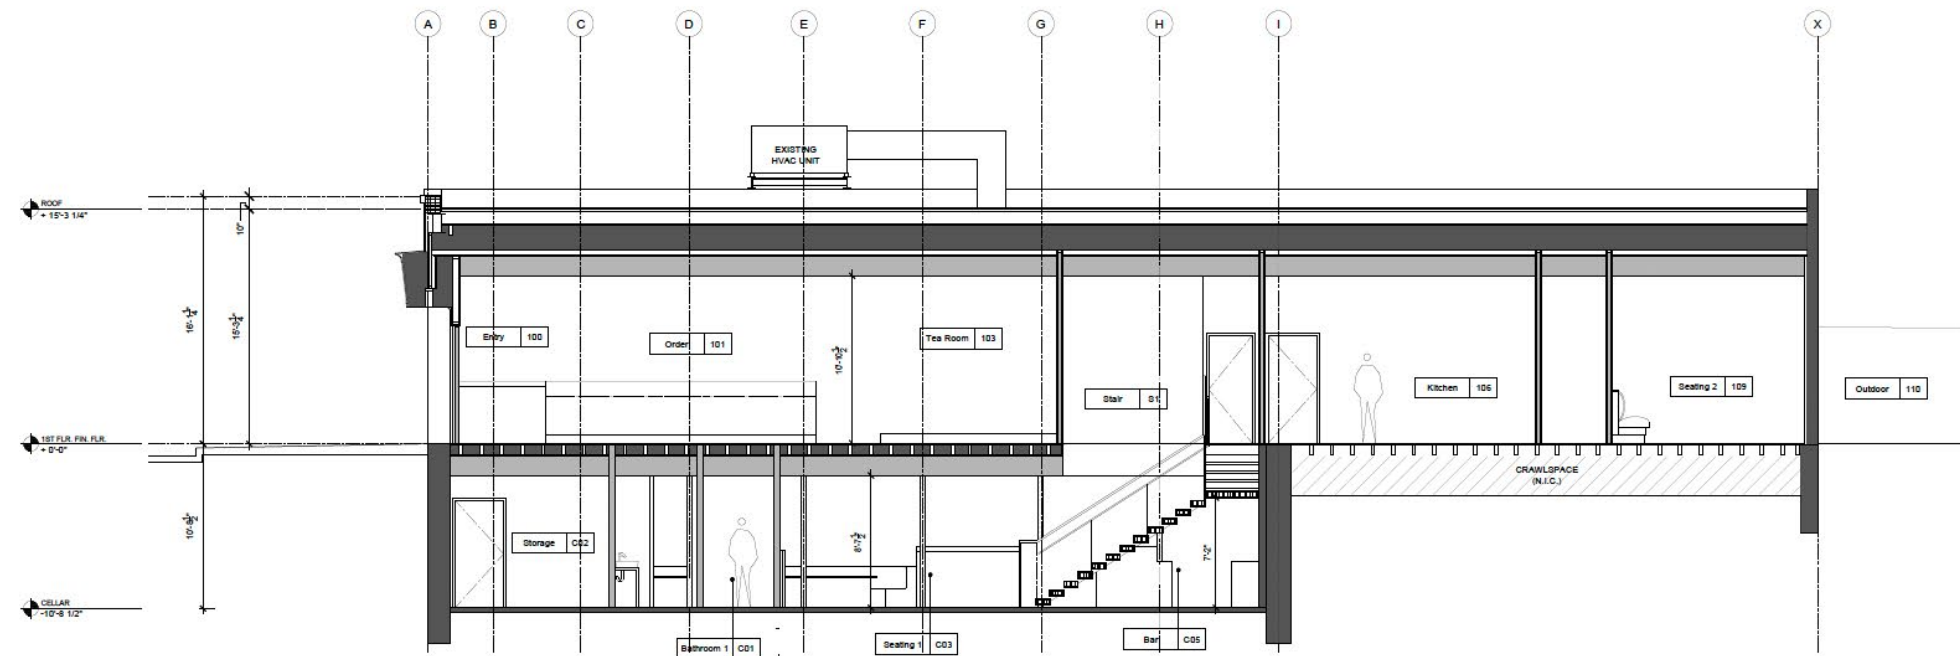 A B C D E F G H I X
EXISTING
HVAC UNIT
ROOF
+ 15'-3 1/4"
10"
16'-1 1/4"
15'-3 1/4"
Entry 100
Order 101
Tea Room 103
10'-10 1/2"
Stair S1
Kitchen 106
Seating 2 109
Outdoor 110
1ST FLR. FIN. FLR.
+ 0'-0"
CRAWLSPACE
(N.I.C.)
10'-8 1/2"
Storage C02
8'-7 1/2"
7'-2"
CELLAR
-10'-8 1/2"
Bathroom 1 C01
Seating 1 C03
Bar C05